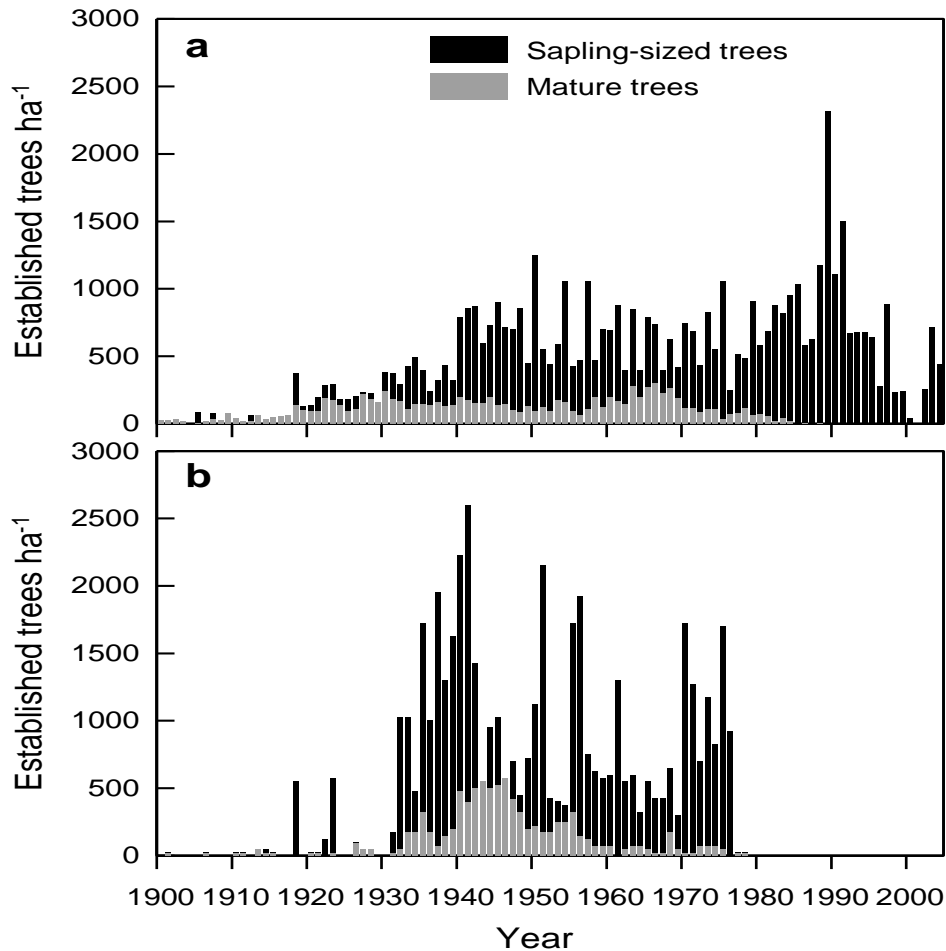 3000
a
Sapling-sized trees
Mature trees
2500
2000
1500
1000
500
0
Established trees ha-1
3000
b
2500
2000
1500
1000
500
0
Established trees ha-1
1900 1910 1920 1930 1940 1950 1960 1970 1980 1990 2000
Year